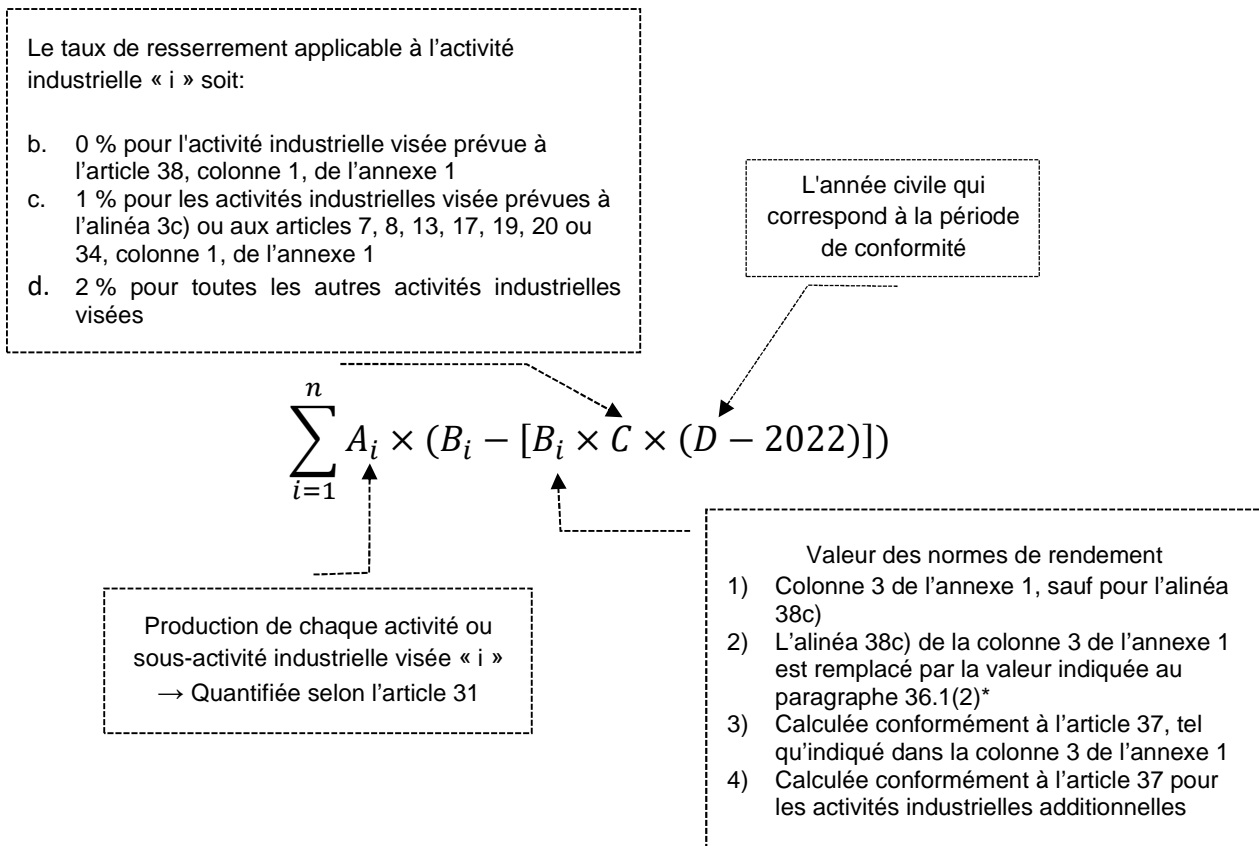 Le taux de resserrement applicable à l’activité
industrielle « i » soit:
b. 0 % pour l'activité industrielle visée prévue à
l’article 38, colonne 1, de l’annexe 1
c. 1 % pour les activités industrielles visée prévues à
l’alinéa 3c) ou aux articles 7, 8, 13, 17, 19, 20 ou
34, colonne 1, de l’annexe 1
d. 2 % pour toutes les autres activités industrielles
visées
L'année civile qui
correspond à la période
de conformité
n
∑ A_i × (B_i − [B_i × C × (D − 2022)])
i=1
Production de chaque activité ou
sous-activité industrielle visée « i »
→ Quantifiée selon l’article 31
Valeur des normes de rendement
1) Colonne 3 de l’annexe 1, sauf pour l’alinéa
38c)
2) L’alinéa 38c) de la colonne 3 de l’annexe 1
est remplacé par la valeur indiquée au
paragraphe 36.1(2)*
3) Calculée conformément à l’article 37, tel
qu’indiqué dans la colonne 3 de l’annexe 1
4) Calculée conformément à l’article 37 pour
les activités industrielles additionnelles